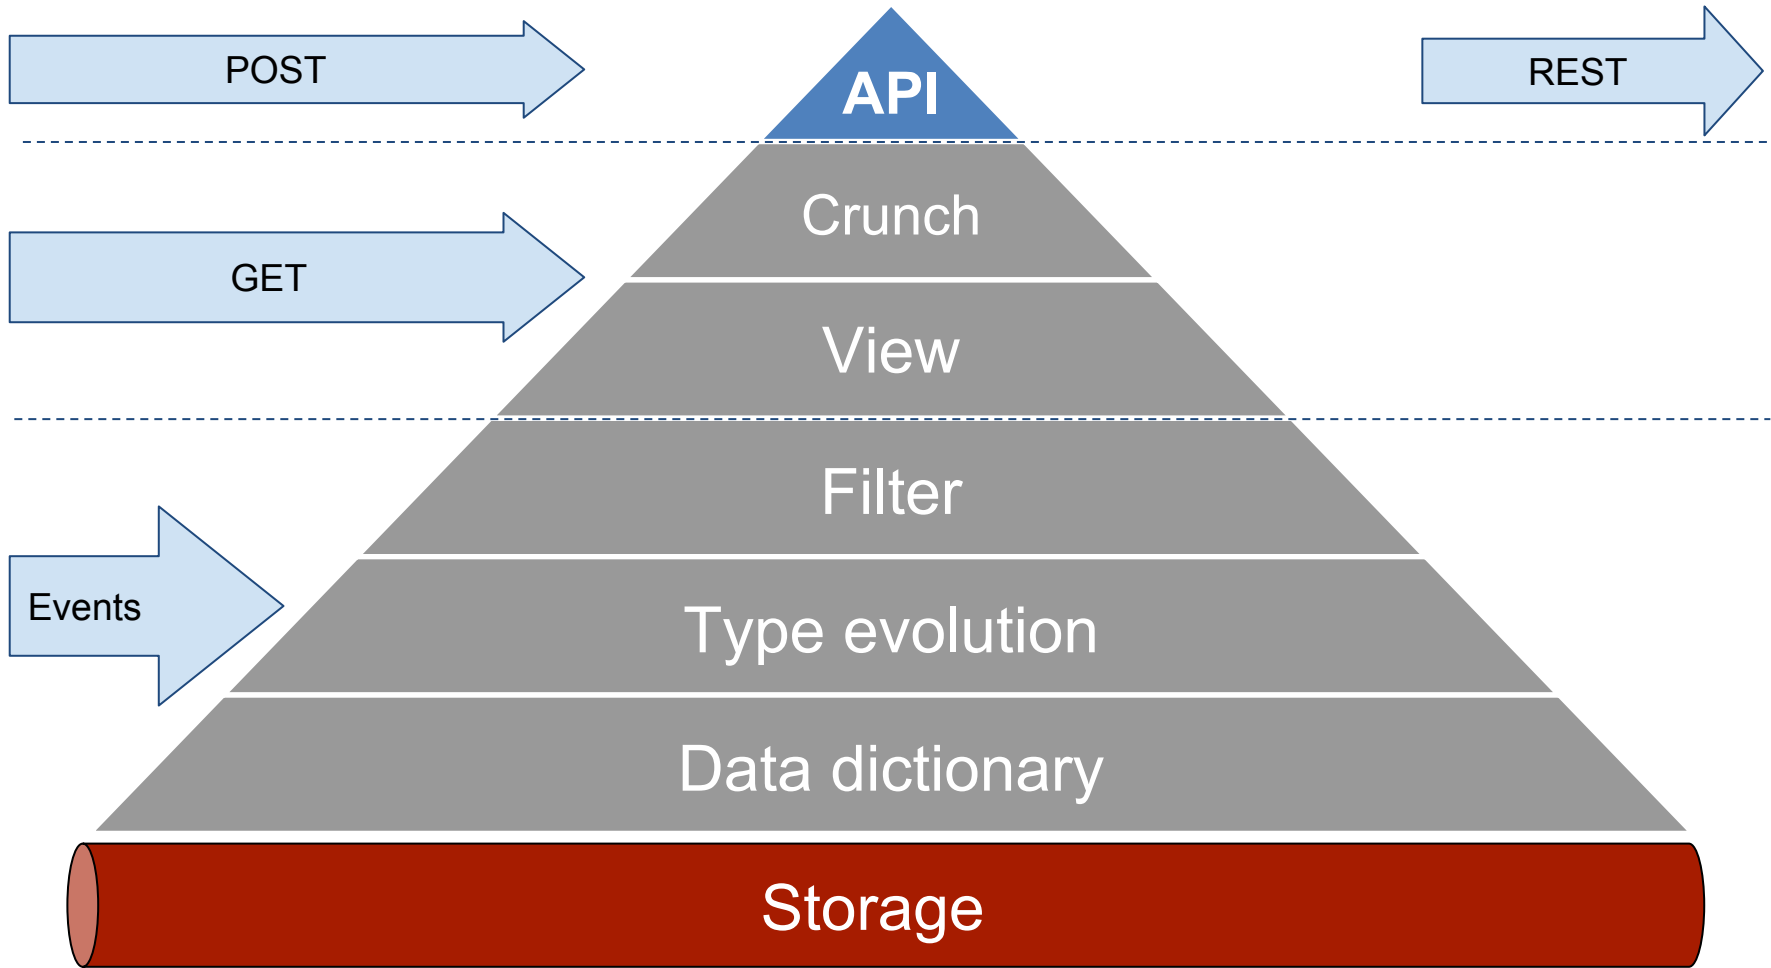 POST
API
REST
Crunch
GET
View
Filter
Events
Type evolution
Data dictionary
Storage